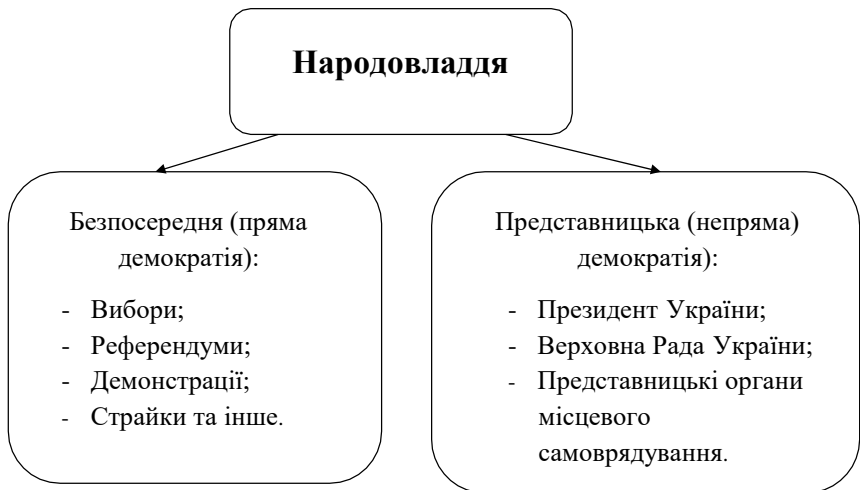 Народовладдя
Безпосередня (пряма
демократія):
- Вибори;
- Референдуми;
- Демонстрації;
- Страйки та інше.
Представницька (непряма)
демократія):
- Президент України;
- Верховна Рада України;
- Представницькі органи
місцевого
самоврядування.